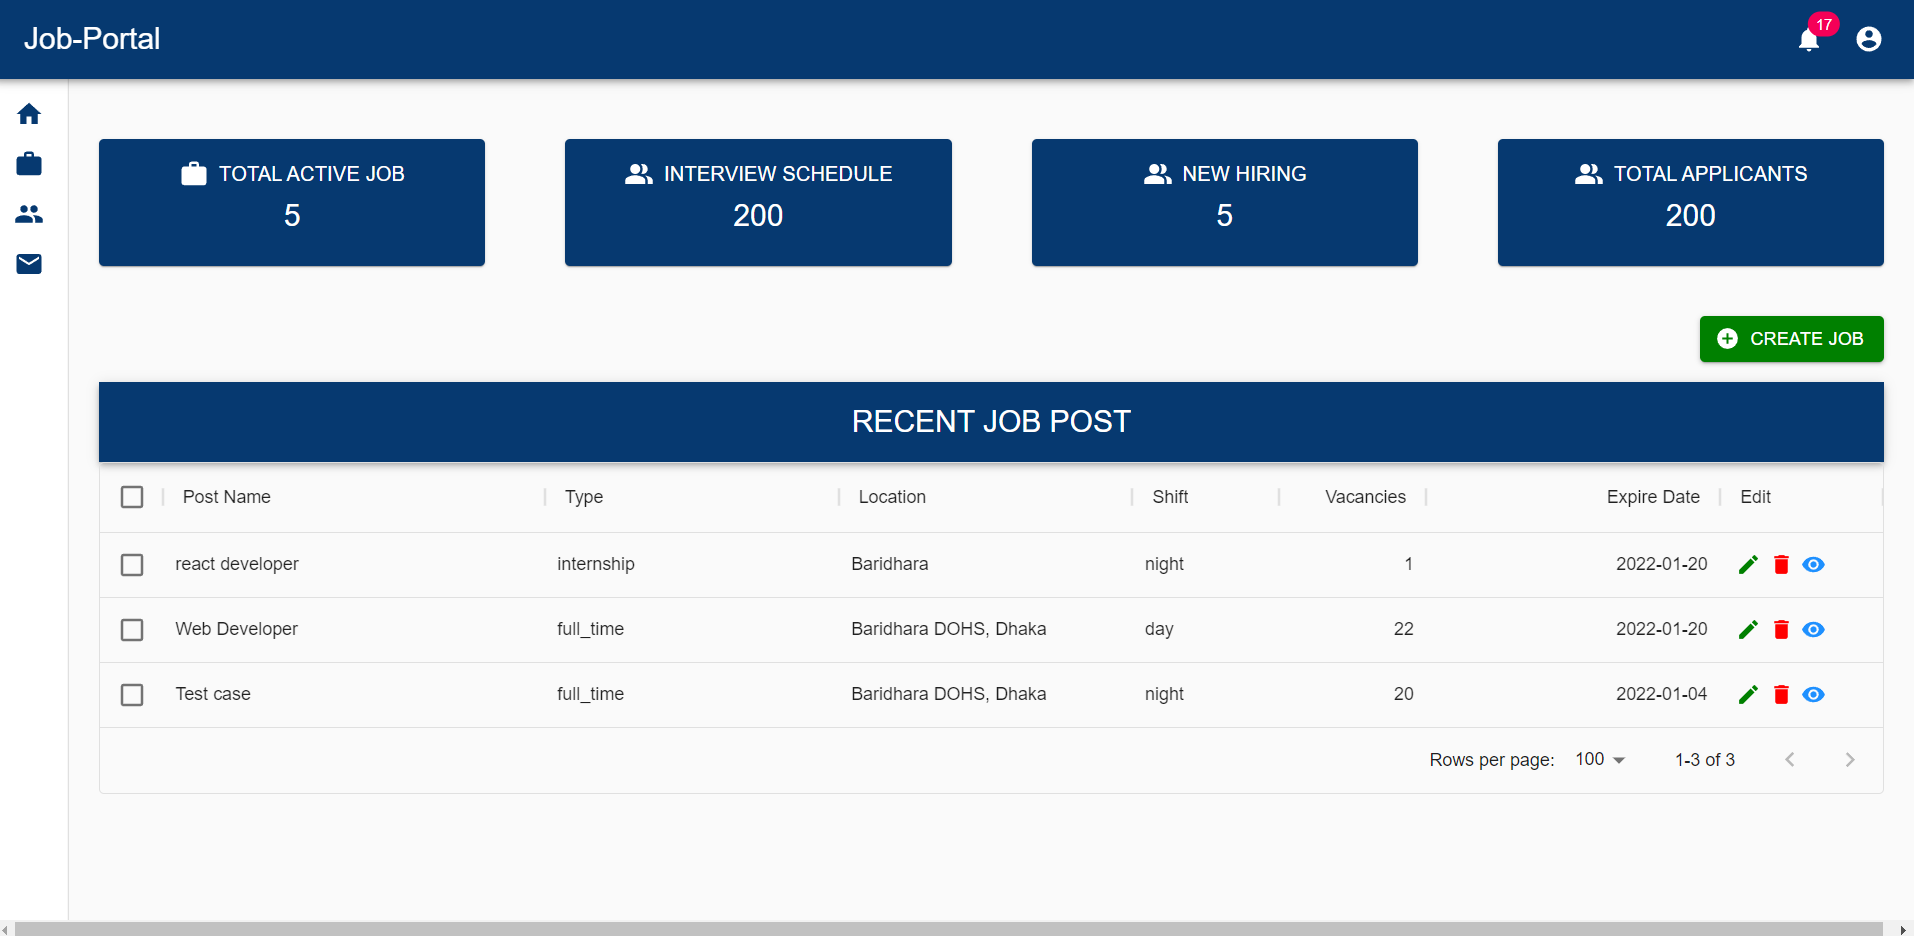 Job-Portal
17
TOTAL ACTIVE JOB
5
INTERVIEW SCHEDULE
200
NEW HIRING
5
TOTAL APPLICANTS
200
CREATE JOB
RECENT JOB POST
Post Name Type Location Shift Vacancies Expire Date Edit
react developer internship Baridhara night 1 2022-01-20
Web Developer full_time Baridhara DOHS, Dhaka day 22 2022-01-20
Test case full_time Baridhara DOHS, Dhaka night 20 2022-01-04
Rows per page: 100 1-3 of 3